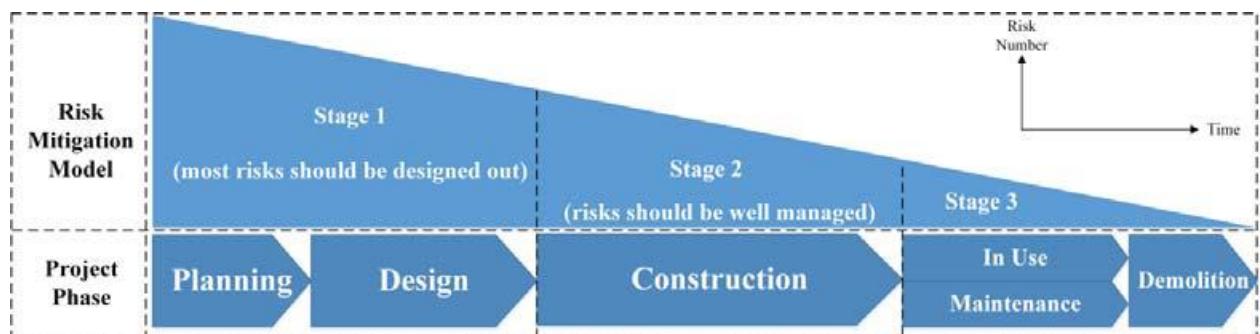 Risk
Mitigation
Model
Stage 1
(most risks should be designed out)
Stage 2
(risks should be well managed)
Stage 3
Risk
Number
Time
Project
Phase
Planning
Design
Construction
In Use
Maintenance
Demolition